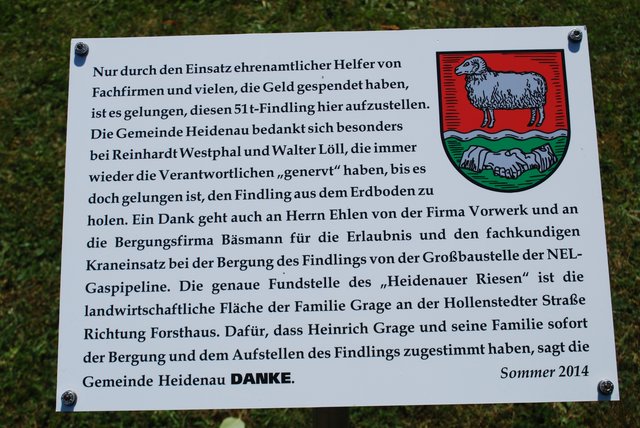 Nur durch den Einsatz ehrenamtlicher Helfer von
Fachfirmen und vielen, die Geld gespendet haben,
ist es gelungen, diesen 51t-Findling hier aufzustellen.
Die Gemeinde Heidenau bedankt sich besonders
bei Reinhardt Westphal und Walter Löll, die immer
wieder die Verantwortlichen „genervt“ haben, bis es
doch gelungen ist, den Findling aus dem Erdboden zu
holen. Ein Dank geht auch an Herrn Ehlen von der Firma Vorwerk und an
die Bergungsfirma Bäsmann für die Erlaubnis und den fachkundigen
Kraneinsatz bei der Bergung des Findlings von der Großbaustelle der NEL-
Gaspipeline. Die genaue Fundstelle des „Heidenauer Riesen“ ist die
landwirtschaftliche Fläche der Familie Grage an der Hollenstedter Straße
Richtung Forsthaus. Dafür, dass Heinrich Grage und seine Familie sofort
der Bergung und dem Aufstellen des Findlings zugestimmt haben, sagt die
Gemeinde Heidenau DANKE.
Sommer 2014